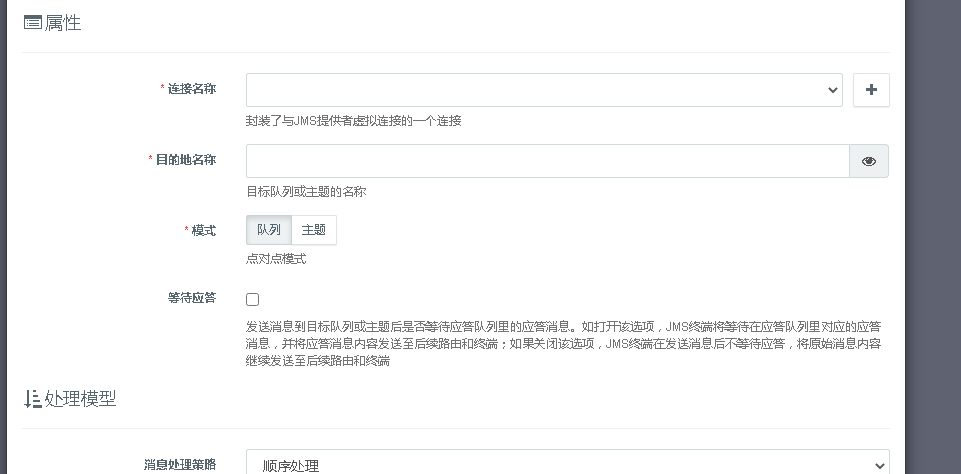 属性
* 连接名称
封装了与JMS提供者虚拟连接的一个连接
* 目的地名称
目标队列或主题的名称
* 模式 队列 主题
点对点模式
等待应答
发送消息到目标队列或主题后是否等待应答队列里的应答消息。如打开该选项，JMS终端将等待在应答队列里对应的应答
消息，并将应答消息内容发送至后续路由和终端；如果关闭该选项，JMS终端在发送消息后不等待应答，将原始消息内容
继续发送至后续路由和终端
处理模型
消息处理策略 顺序处理